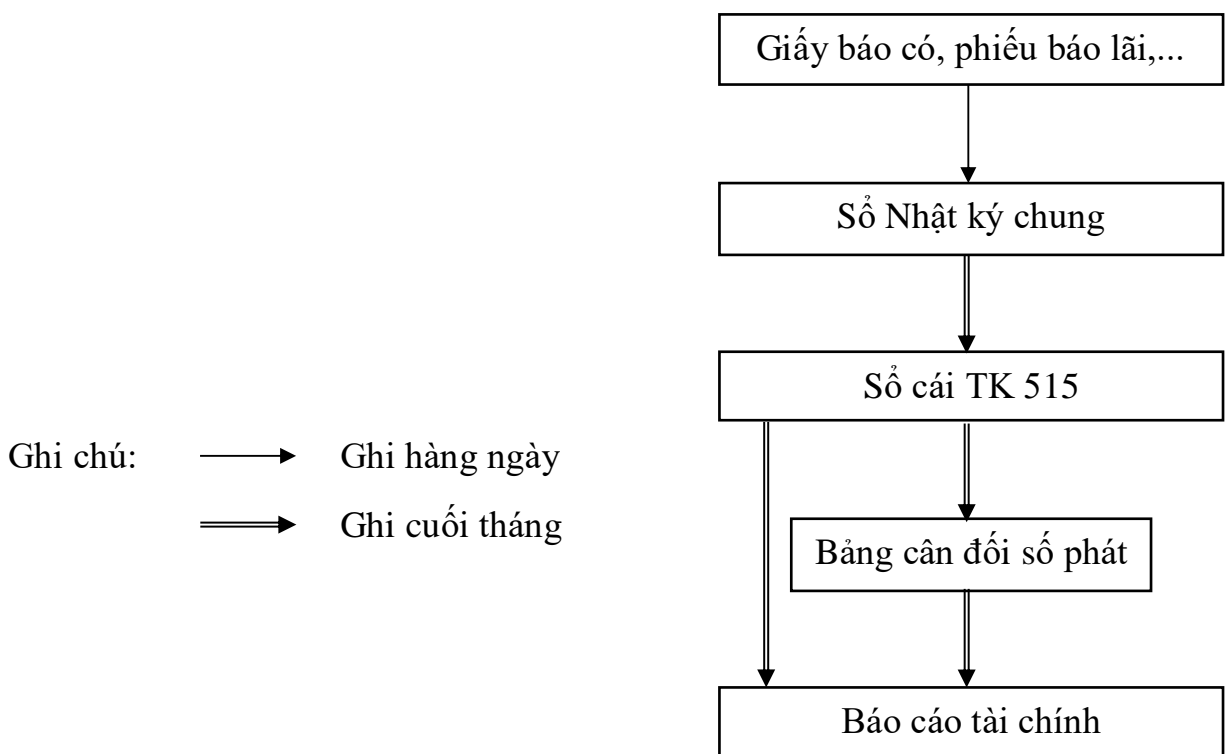 Giấy báo có, phiếu báo lãi,...
Sổ Nhật ký chung
Sổ cái TK 515
Ghi chú:
Ghi hàng ngày
Ghi cuối tháng
Bảng cân đối số phát
Báo cáo tài chính